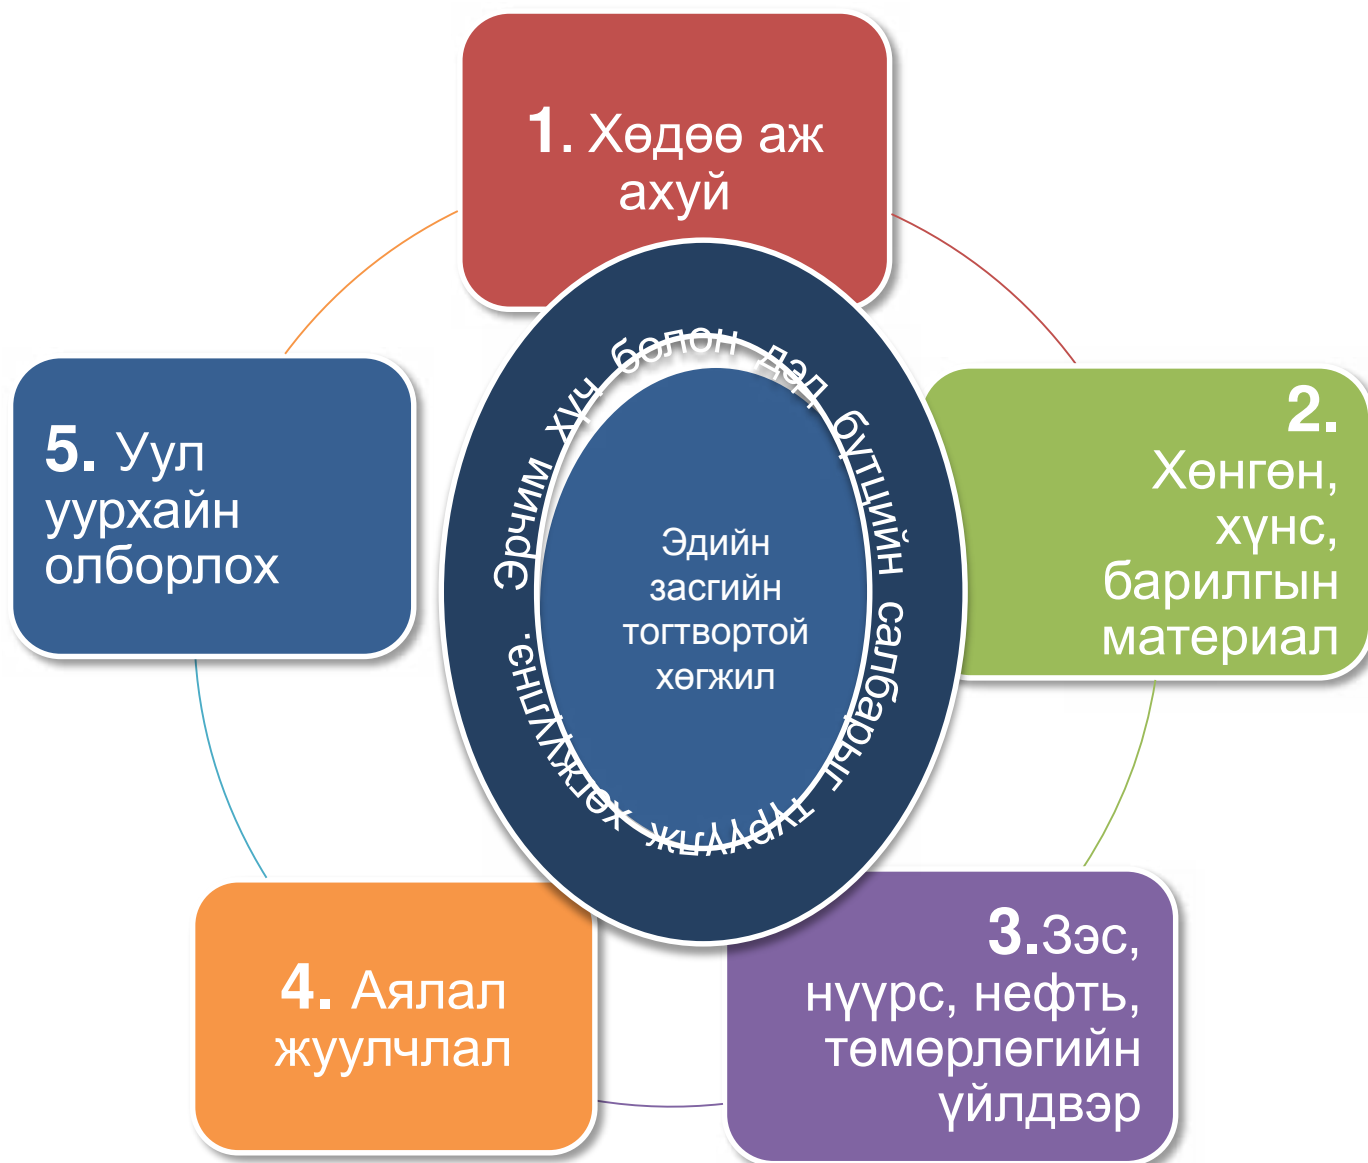 1. Хөдөө аж
ахуй
2.
Хөнгөн,
хүнс,
барилгын
материал
3.Зэс,
нүүрс, нефть,
төмөрлөгийн
үйлдвэр
4. Аялал
жуулчлал
5. Уул
уурхайн
олборлох
Эрчим хүч болон дэд бүтцийн салбарыг түрүүлж хөгжүүлнэ.
Эдийн
засгийн
тогтвортой
хөгжил